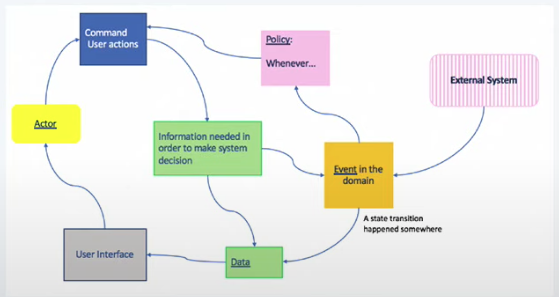 Command
User actions
Policy:
Whenever...
External System
Actor
Information needed in
order to make system
decision
Event in the
domain
A state transition
happened somewhere
User Interface
Data